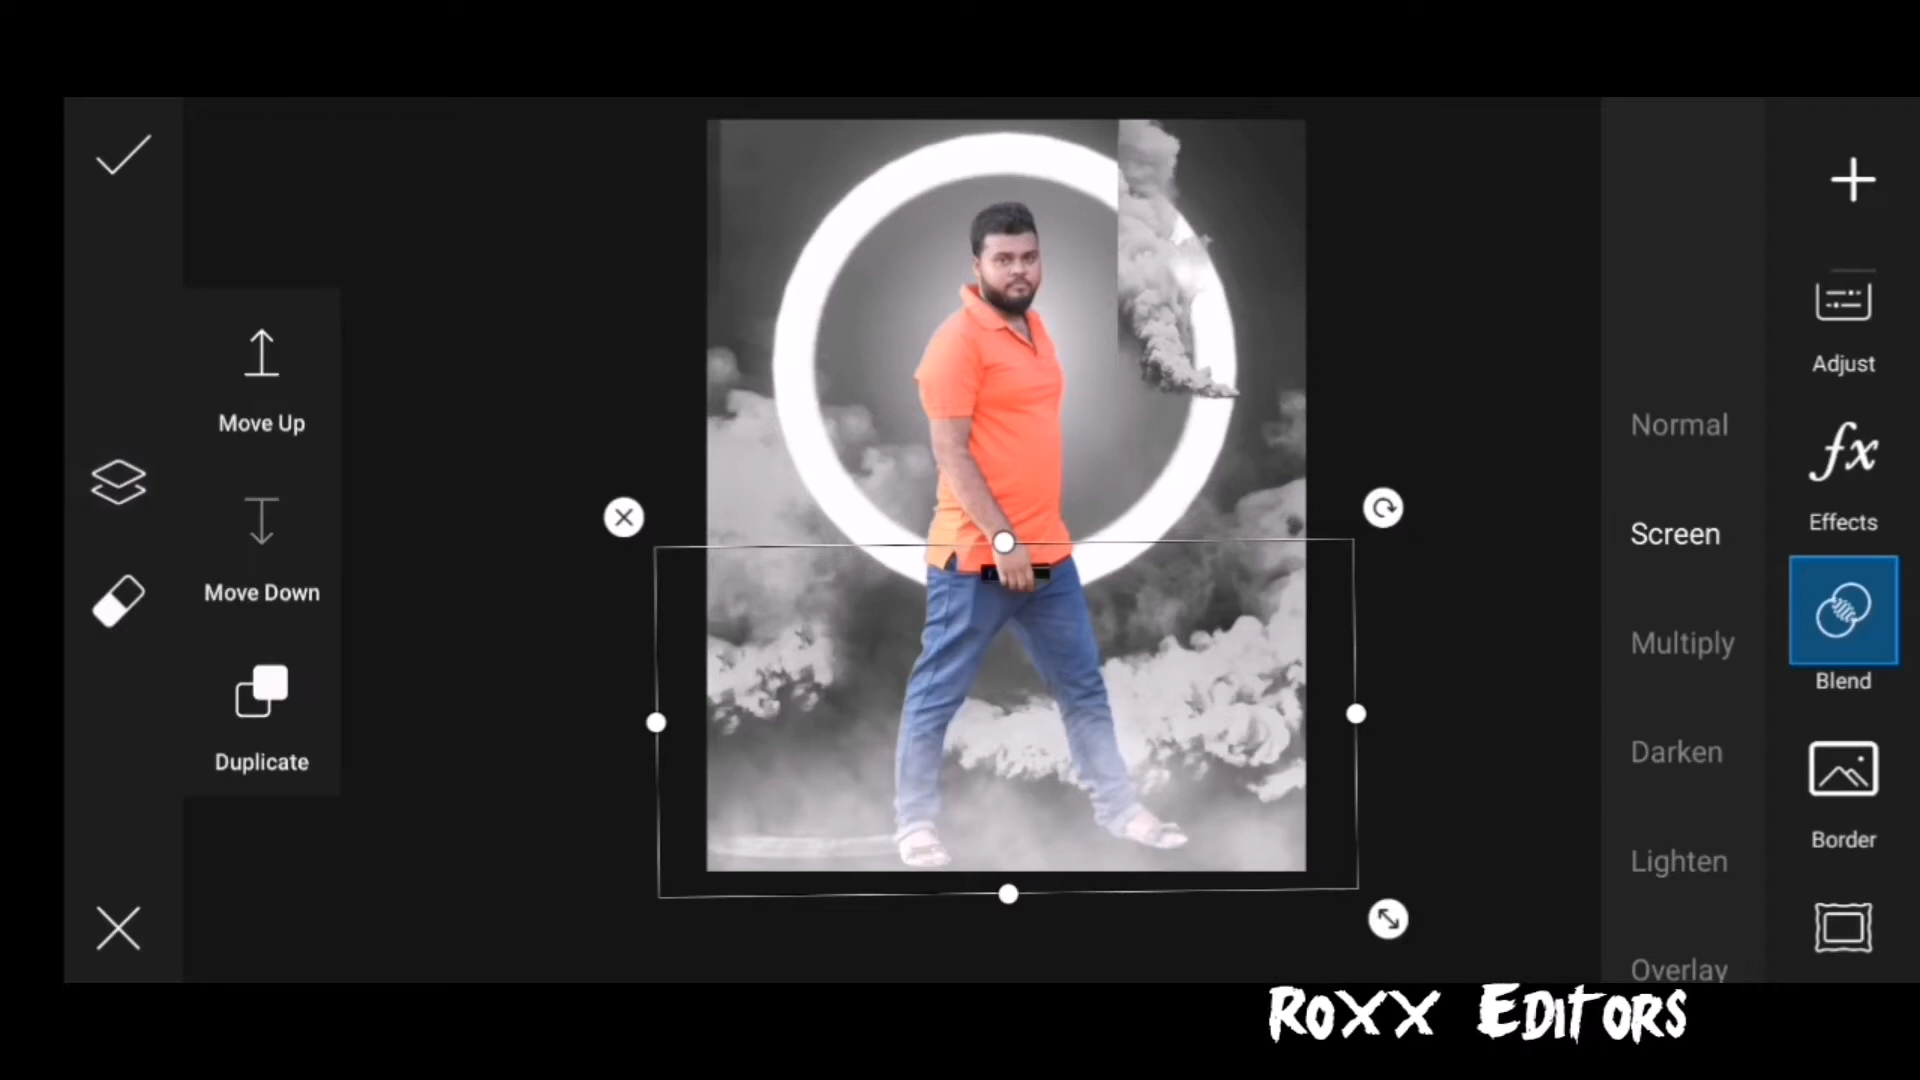 Move Up
Move Down
Duplicate
Normal
Screen
Multiply
Darken
Lighten
Overlay
Adjust
fx
Effects
Blend
Border
Roxx Editors